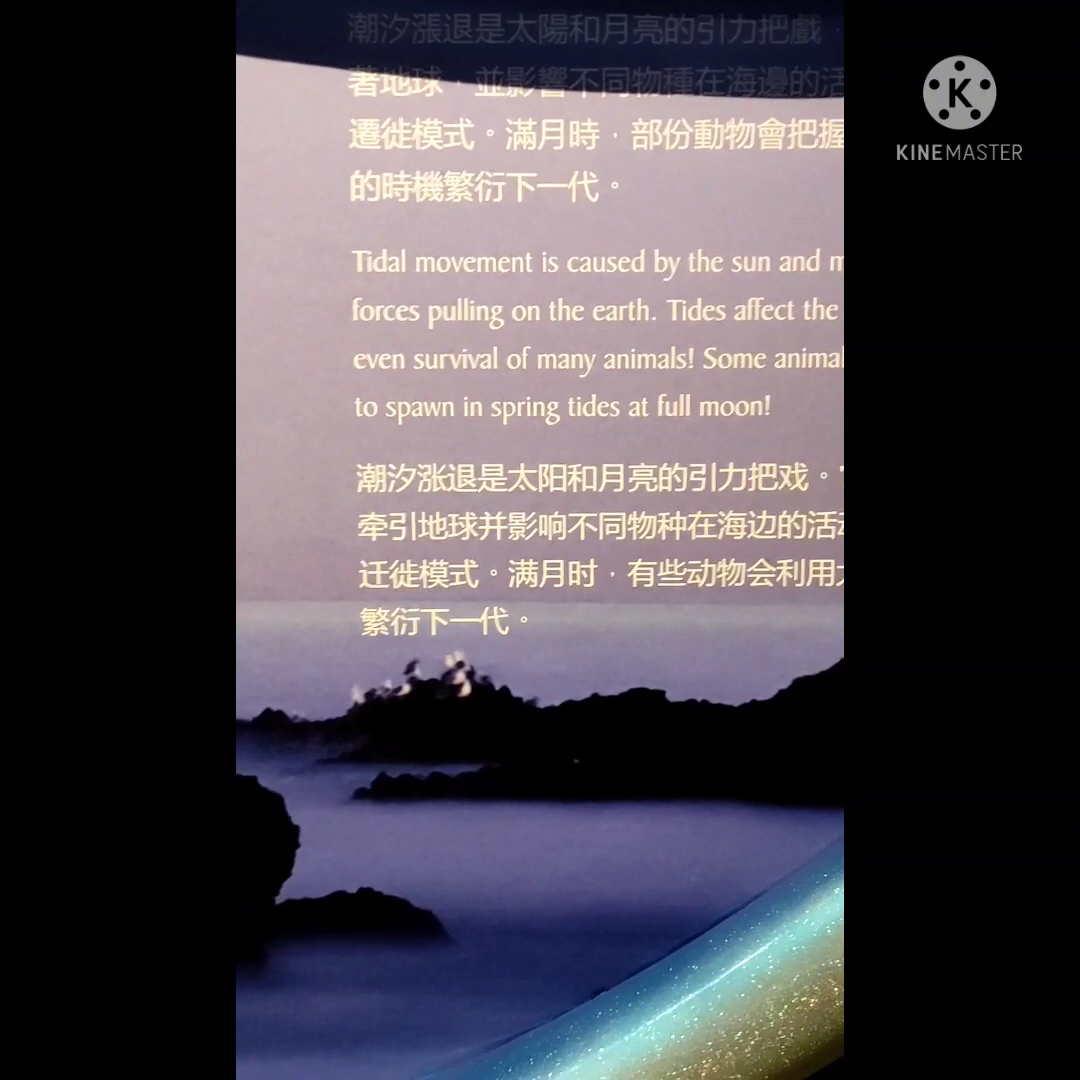 潮汐漲退是太陽和月亮的引力把戲
著地球,並影響不同物種在海邊的活
遷徙模式。滿月時,部份動物會把握
的時機繁衍下一代。
Tidal movement is caused by the sun and m
forces pulling on the earth. Tides affect the
even survival of many animals! Some animal
to spawn in spring tides at full moon!
潮汐涨退是太阳和月亮的引力把戏。
牵引地球并影响不同物种在海边的活动
迁徙模式。满月时,有些动物会利用大
繁衍下一代。
K
KINEMASTER